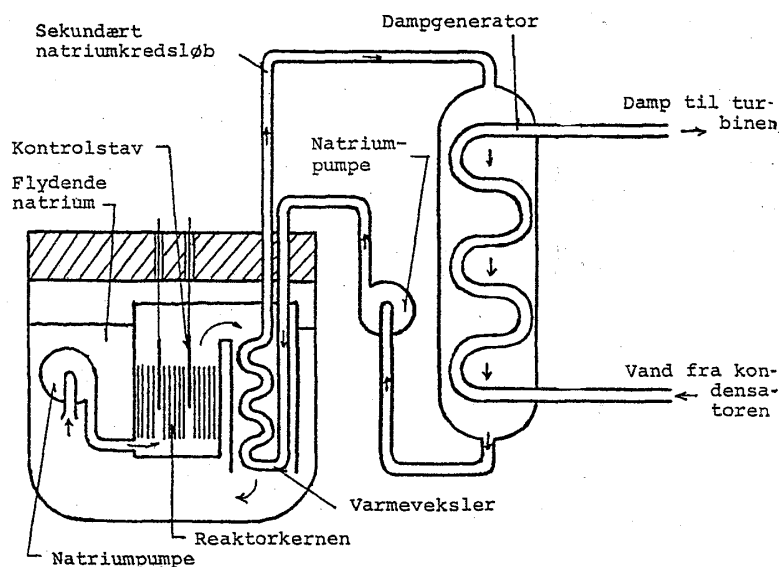 Sekundært
natriumkredsløb
Dampgenerator
Damp til tur-
binen
Natrium-
pumpe
Kontrolstav
Flydende
natrium
Vand fra kon-
densa-
toren
Varmeveksler
Reaktorkernen
Natriumpumpe